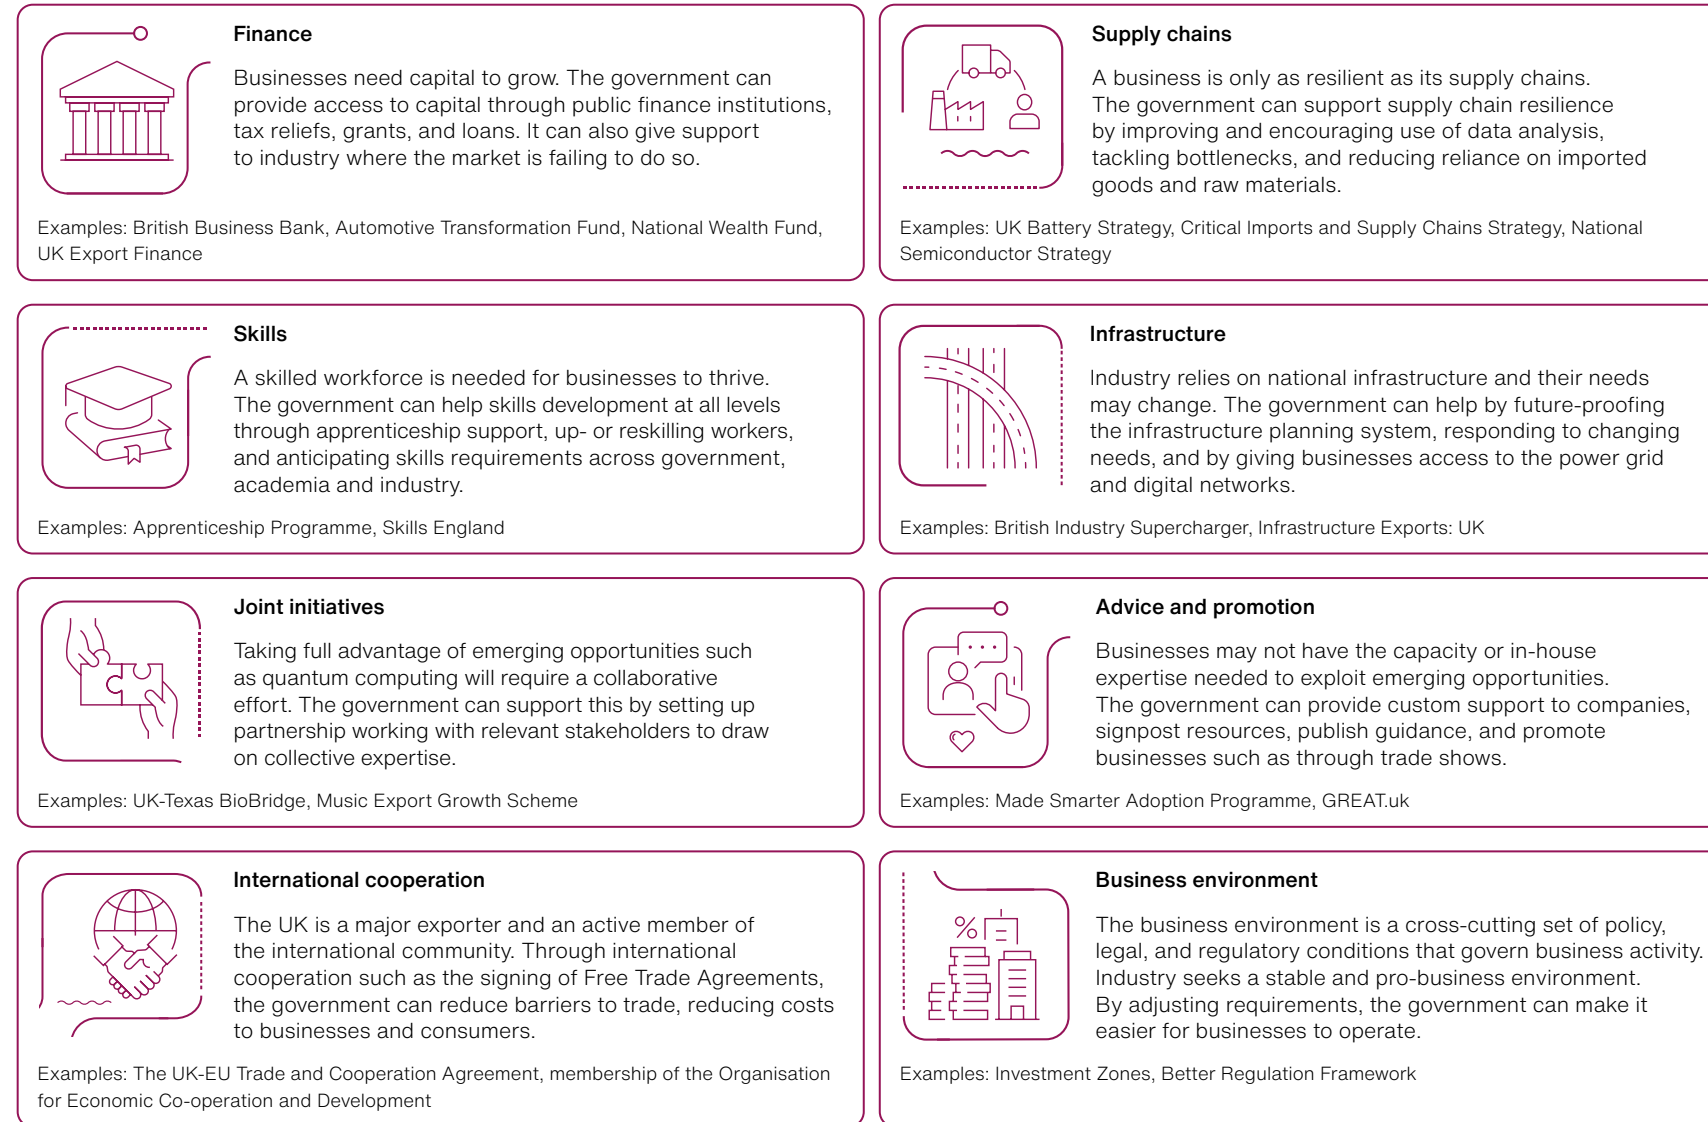 Finance
Businesses need capital to grow. The government can
provide access to capital through public finance institutions,
tax reliefs, grants, and loans. It can also give support
to industry where the market is failing to do so.
Examples: British Business Bank, Automotive Transformation Fund, National Wealth Fund,
UK Export Finance
Supply chains
A business is only as resilient as its supply chains.
The government can support supply chain resilience
by improving and encouraging use of data analysis,
tackling bottlenecks, and reducing reliance on imported
goods and raw materials.
Examples: UK Battery Strategy, Critical Imports and Supply Chains Strategy, National
Semiconductor Strategy
Skills
A skilled workforce is needed for businesses to thrive.
The government can help skills development at all levels
through apprenticeship support, up- or reskilling workers,
and anticipating skills requirements across government,
academia and industry.
Examples: Apprenticeship Programme, Skills England
Infrastructure
Industry relies on national infrastructure and their needs
may change. The government can help by future-proofing
the infrastructure planning system, responding to changing
needs, and by giving businesses access to the power grid
and digital networks.
Examples: British Industry Supercharger, Infrastructure Exports: UK
Joint initiatives
Taking full advantage of emerging opportunities such
as quantum computing will require a collaborative
effort. The government can support this by setting up
partnership working with relevant stakeholders to draw
on collective expertise.
Examples: UK-Texas BioBridge, Music Export Growth Scheme
Advice and promotion
Businesses may not have the capacity or in-house
expertise needed to exploit emerging opportunities.
The government can provide custom support to companies,
signpost resources, publish guidance, and promote
businesses such as through trade shows.
Examples: Made Smarter Adoption Programme, GREAT.uk
International cooperation
The UK is a major exporter and an active member of
the international community. Through international
cooperation such as the signing of Free Trade Agreements,
the government can reduce barriers to trade, reducing costs
to businesses and consumers.
Examples: The UK-EU Trade and Cooperation Agreement, membership of the Organisation
for Economic Co-operation and Development
Business environment
%
The business environment is a cross-cutting set of policy,
legal, and regulatory conditions that govern business activity.
Industry seeks a stable and pro-business environment.
By adjusting requirements, the government can make it
easier for businesses to operate.
Examples: Investment Zones, Better Regulation Framework